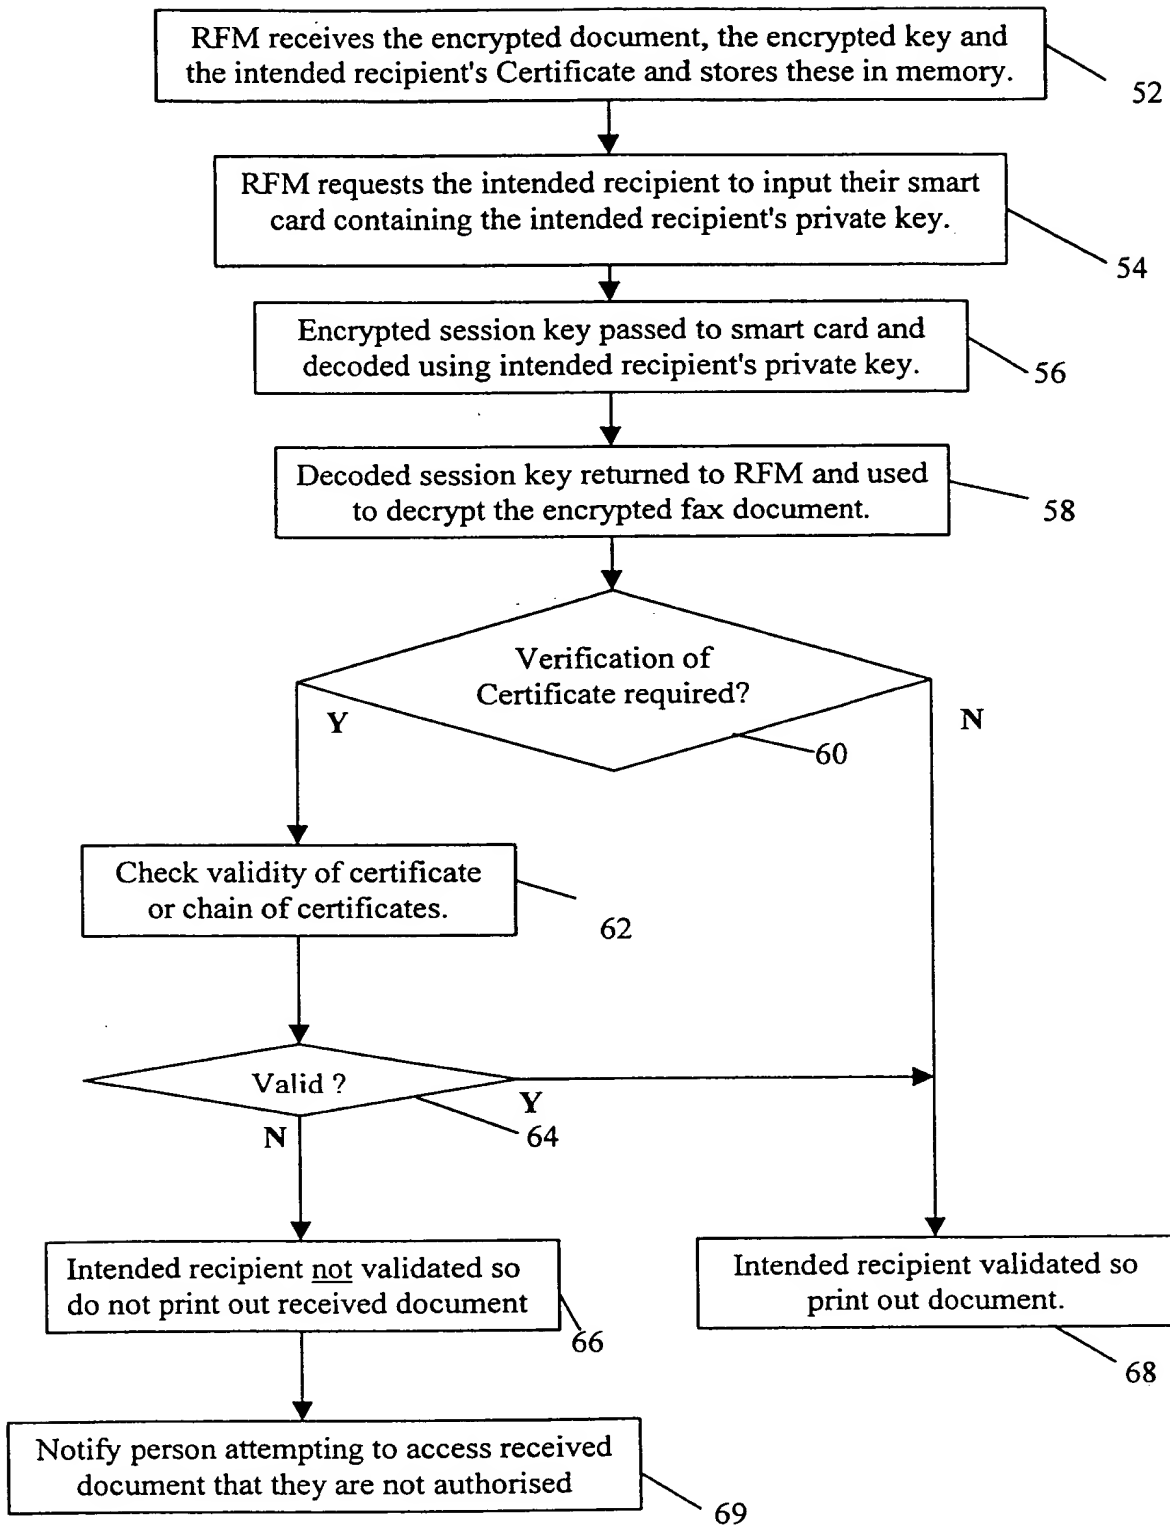 RFM receives the encrypted document, the encrypted key and
the intended recipient's Certificate and stores these in memory.
52
RFM requests the intended recipient to input their smart
card containing the intended recipient's private key.
54
Encrypted session key passed to smart card and
decoded using intended recipient's private key.
56
Decoded session key returned to RFM and used
to decrypt the encrypted fax document.
58
Verification of
Certificate required?
Y
N
60
Check validity of certificate
or chain of certificates.
62
Valid ?
Y
N
64
Intended recipient not validated so
do not print out received document
66
Intended recipient validated so
print out document.
68
Notify person attempting to access received
document that they are not authorised
69